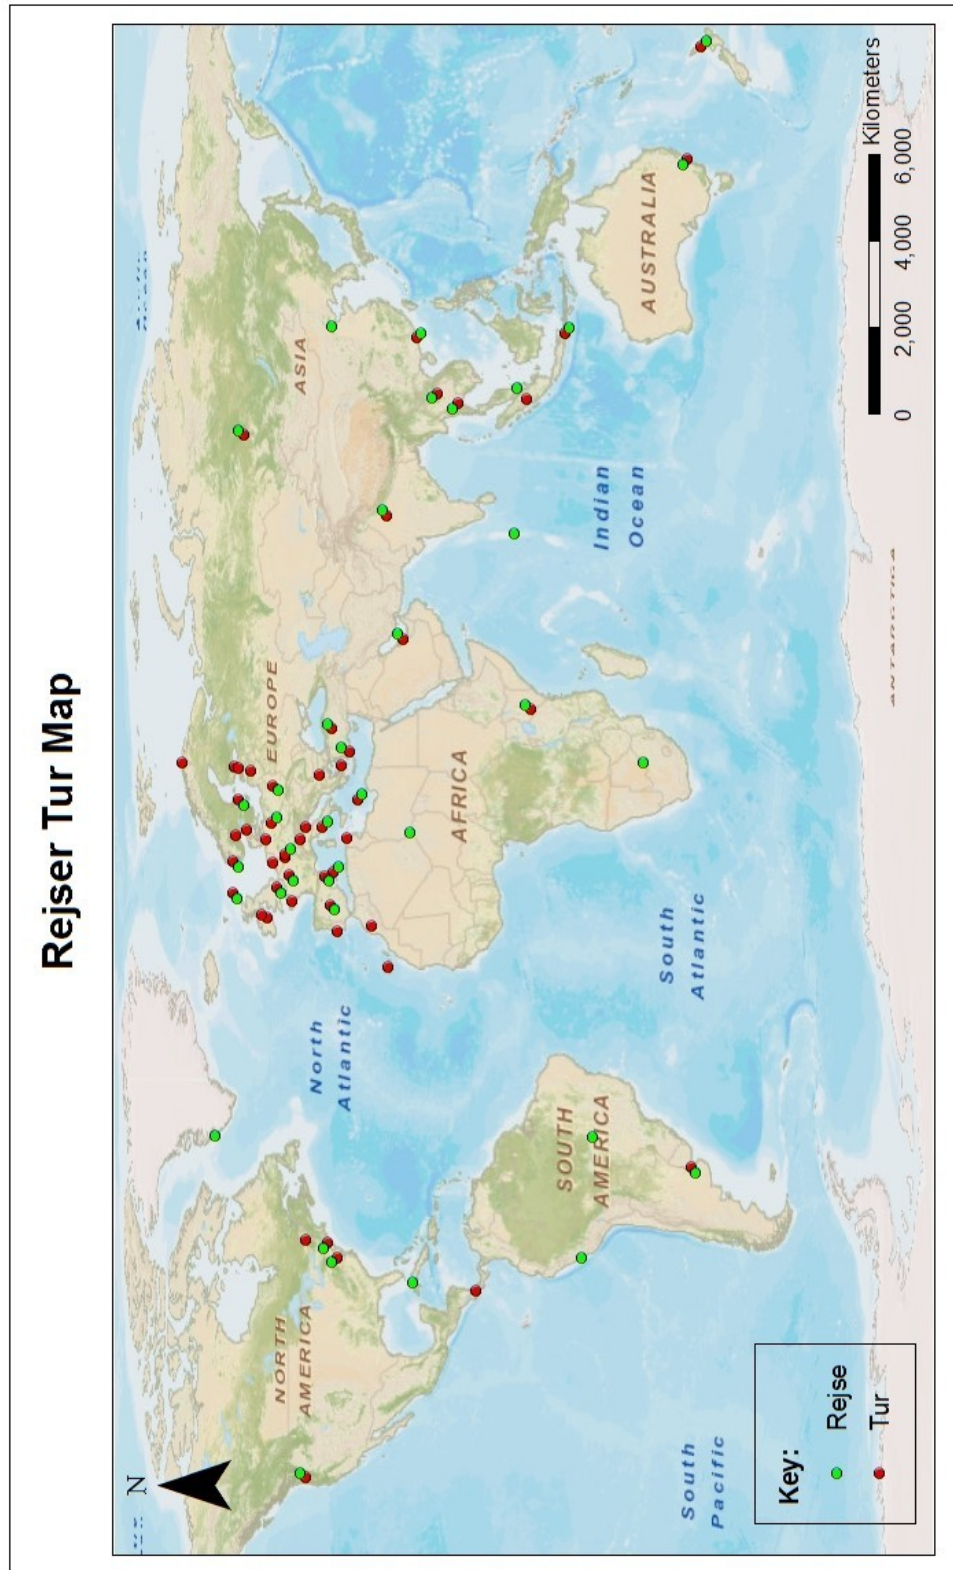 Rejser Tur Map
N
NORTH
AMERICA
North
Atlantic
EUROPE
ASIA
AFRICA
SOUTH
AMERICA
South
Atlantic
Indian
Ocean
AUSTRALIA
South
Pacific
ANTARCTICA
Key:
Rejse
Tur
0 2,000 4,000 6,000
Kilometers